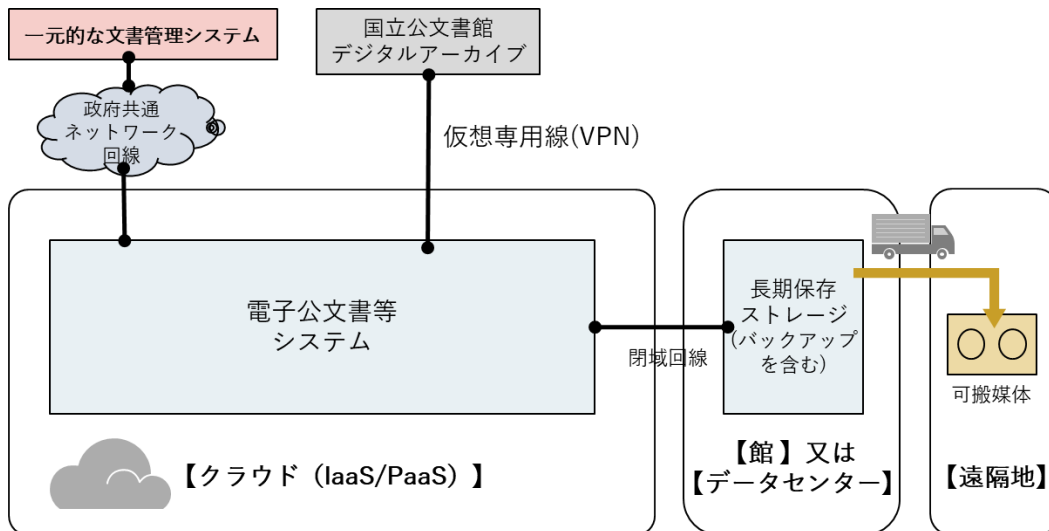 一元的な文書管理システム
国立公文書館
デジタルアーカイブ
政府共通
ネットワーク
回線
仮想専用線(VPN)
電子公文書等
システム
閉域回線
長期保存
ストレージ
(バックアップ
を含む)
可搬媒体
【クラウド（IaaS/PaaS）】
【館】又は
【データセンター】
【遠隔地】